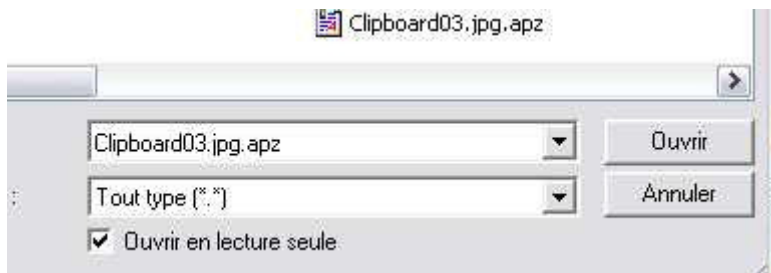 Clipboard03.jpg.apz
Clipboard03.jpg.apz
Ouvrir
: Tout type (*.*)
Annuler
Ouvrir en lecture seule